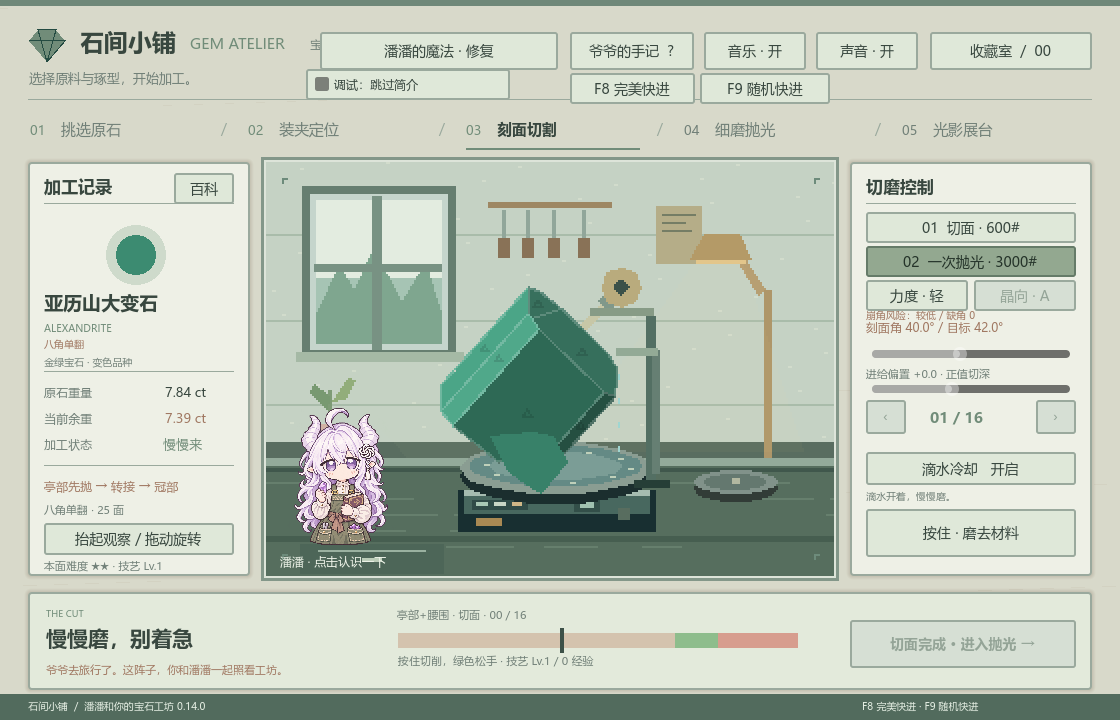 石间小铺 GEM ATELIER 宝
潘潘的魔法 · 修复
爷爷的手记 ？
音乐 · 开
声音 · 开
收藏室 / 00
选择原料与琢型，开始加工。
调试：跳过简介
F8 完美快进
F9 随机快进
01 挑选原石 / 02 装夹定位 / 03 刻面切割 / 04 细磨抛光 / 05 光影展台
加工记录
百科
亚历山大变石
ALEXANDRITE
八角单翻
金绿宝石 · 变色品种
原石重量 7.84 ct
当前余重 7.39 ct
加工状态 慢慢来
亭部先抛 → 转接 → 冠部
八角单翻 · 25 面
抬起观察 / 拖动旋转
本面难度 ★★ · 技艺 Lv.1
潘潘 · 点击认识一下
切磨控制
01 切面 · 600#
02 一次抛光 · 3000#
力度 · 轻
晶向 · A
崩角风险：较低 / 缺角 0
刻面角 40.0° / 目标 42.0°
进给偏置 +0.0 · 正值切深
‹ 01 / 16 ›
滴水冷却 开启
滴水开着，慢慢磨。
按住 · 磨去材料
THE CUT
慢慢磨，别着急
爷爷去旅行了。这阵子，你和潘潘一起照看工坊。
亭部+腰围 · 切面 · 00 / 16
按住切削，绿色松手 · 技艺 Lv.1 / 0 经验
切面完成 · 进入抛光 →
石间小铺 / 潘潘和你的宝石工坊 0.14.0
F8 完美快进 · F9 随机快进